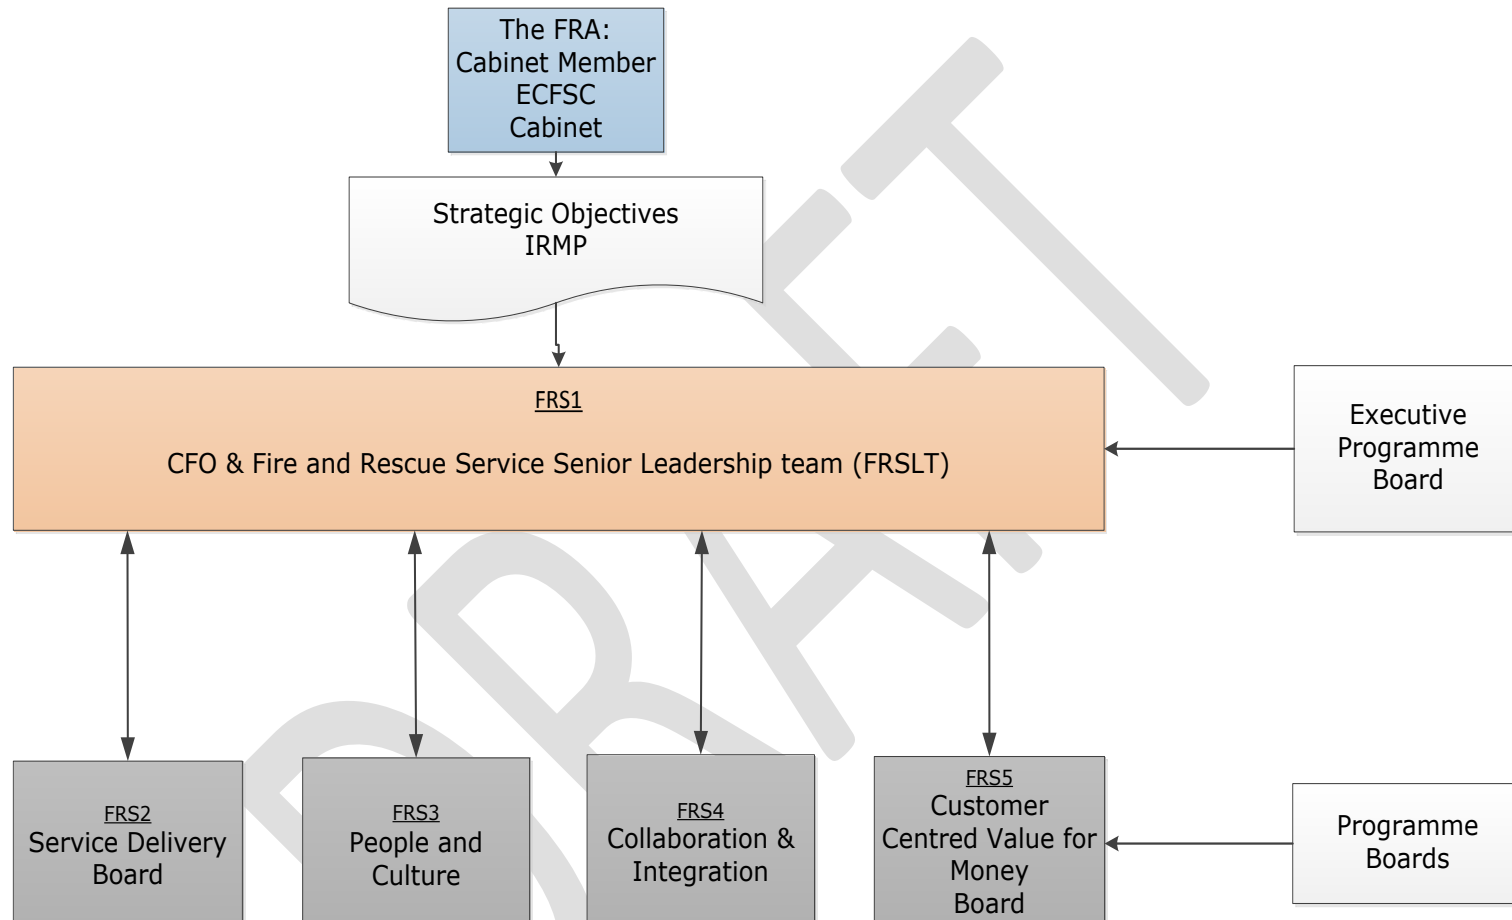 The FRA:
Cabinet Member
ECFSC
Cabinet
Strategic Objectives
IRMP
FRS1
CFO & Fire and Rescue Service Senior Leadership team (FRSLT)
Executive
Programme
Board
FRS2
Service Delivery
Board
FRS3
People and
Culture
FRS4
Collaboration &
Integration
FRS5
Customer
Centred Value for
Money
Board
Programme
Boards
DRAFT